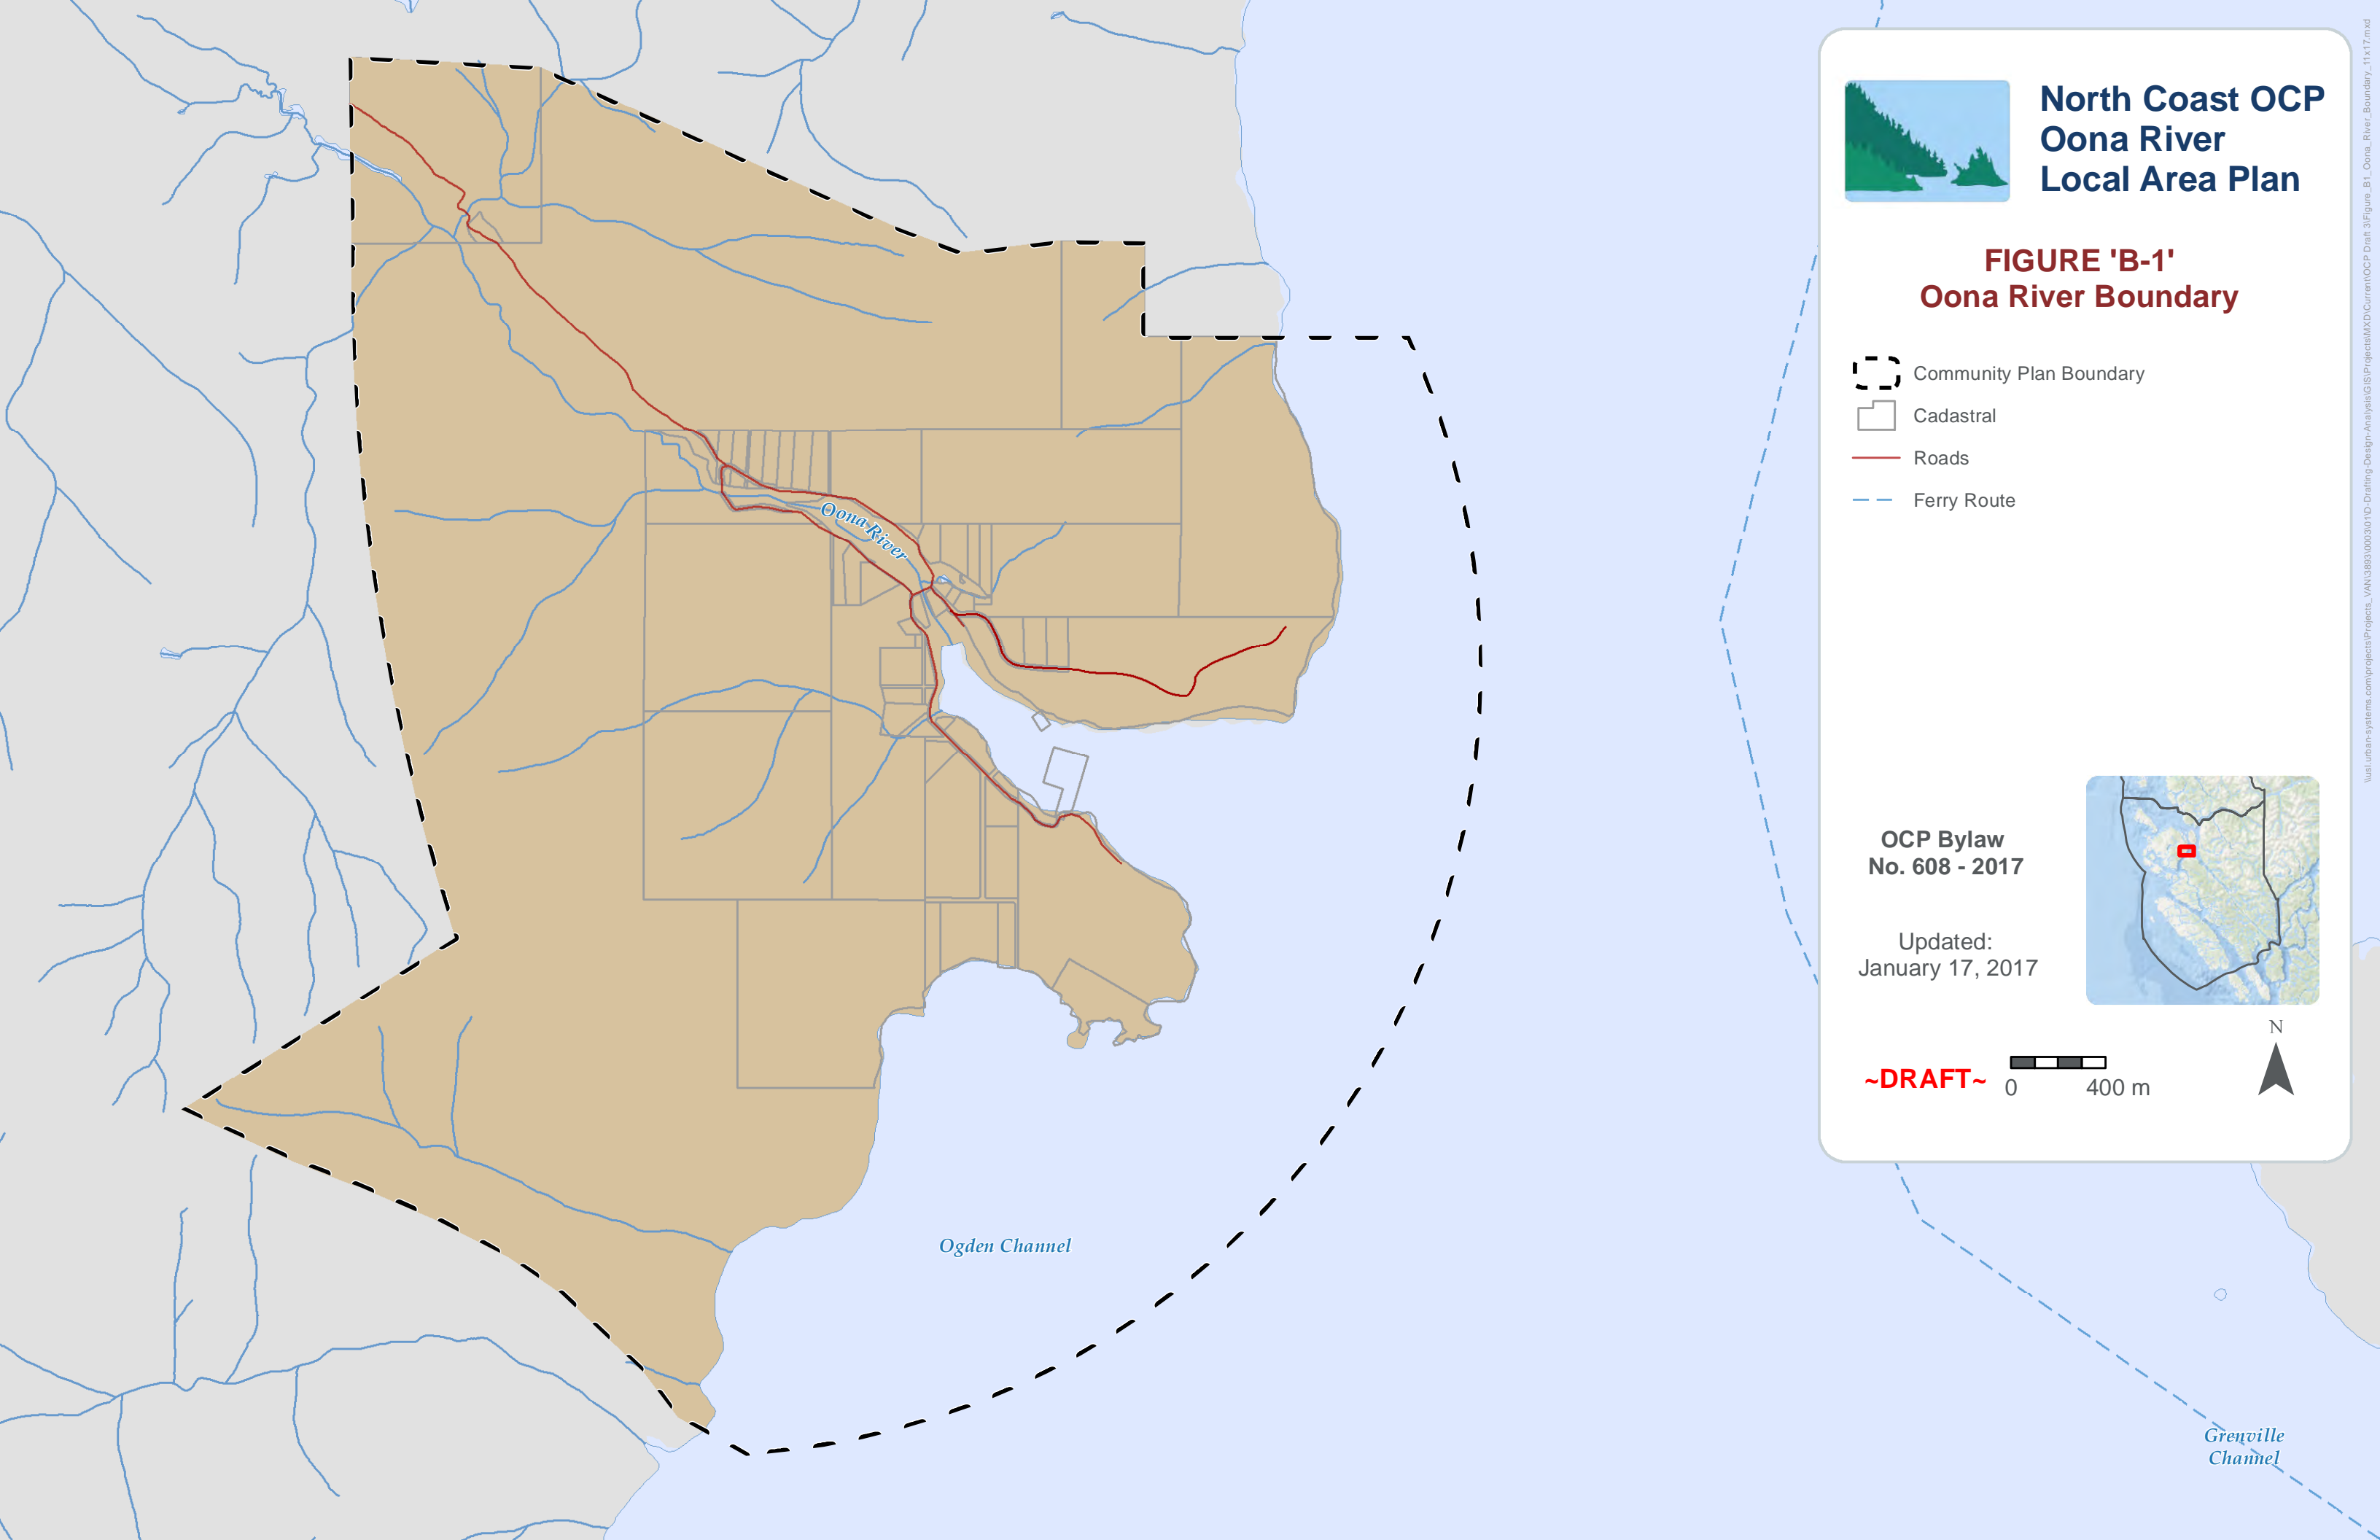 North Coast OCP
Oona River
Local Area Plan
FIGURE 'B-1'
Oona River Boundary
Community Plan Boundary
Cadastral
Roads
Ferry Route
OCP Bylaw
No. 608 - 2017
Updated:
January 17, 2017
N
~DRAFT~
0 400 m
Oona River
Ogden Channel
Grenville
Channel